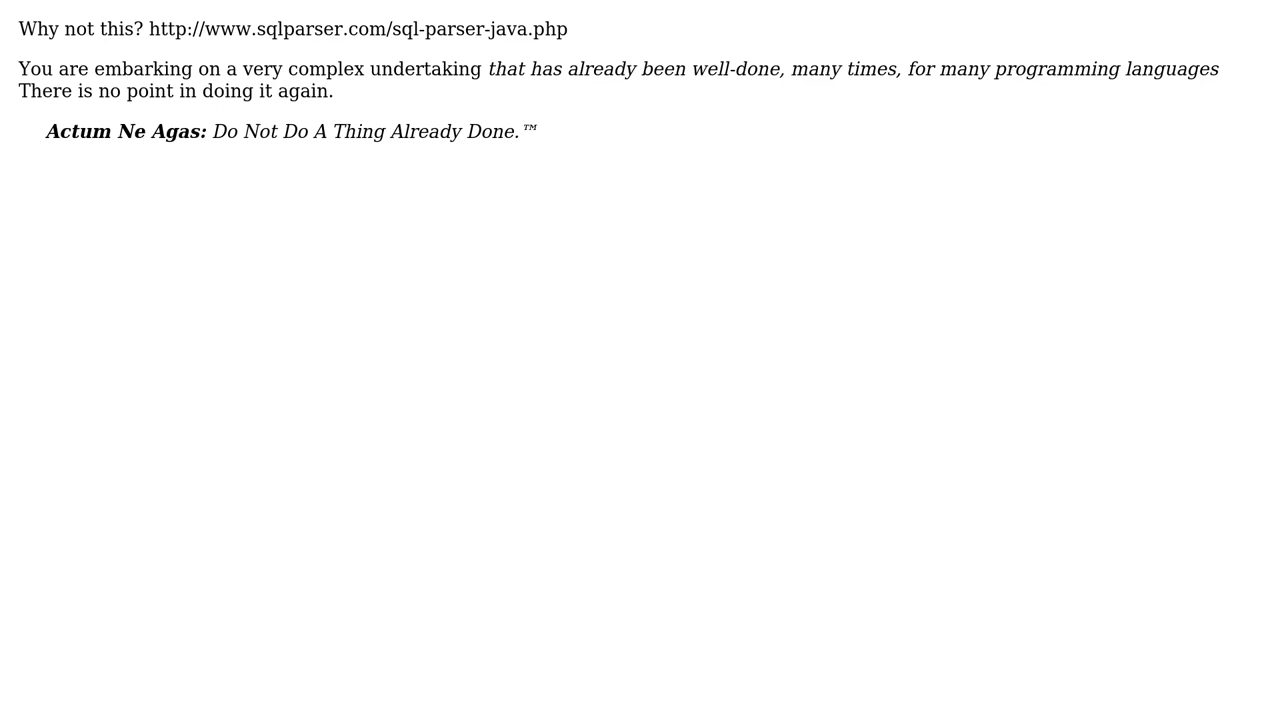 Why not this? http://www.sqlparser.com/sql-parser-java.php
You are embarking on a very complex undertaking that has already been well-done, many times, for many programming languages
There is no point in doing it again.
Actum Ne Agas: Do Not Do A Thing Already Done.™